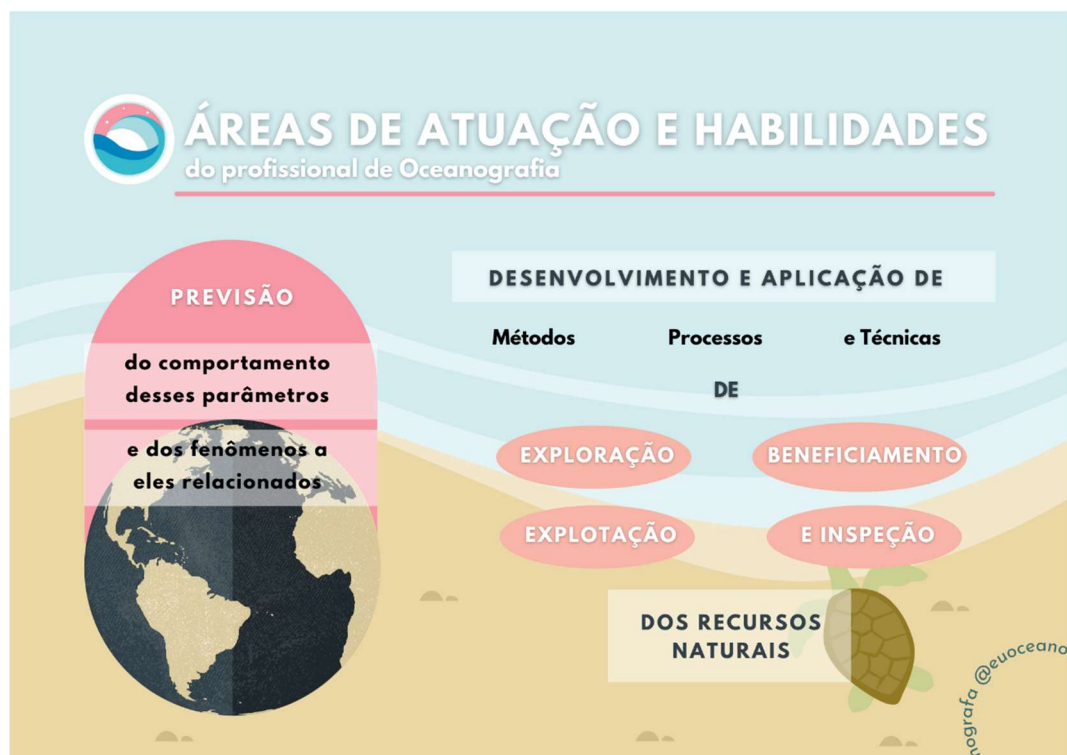 ÁREAS DE ATUAÇÃO E HABILIDADES
do profissional de Oceanografia
PREVISÃO
do comportamento
desses parâmetros
e dos fenômenos a
eles relacionados
DESENVOLVIMENTO E APLICAÇÃO DE
Métodos Processos e Técnicas
DE
EXPLORAÇÃO BENEFICIAMENTO
EXPLOTAÇÃO E INSPEÇÃO
DOS RECURSOS
NATURAIS